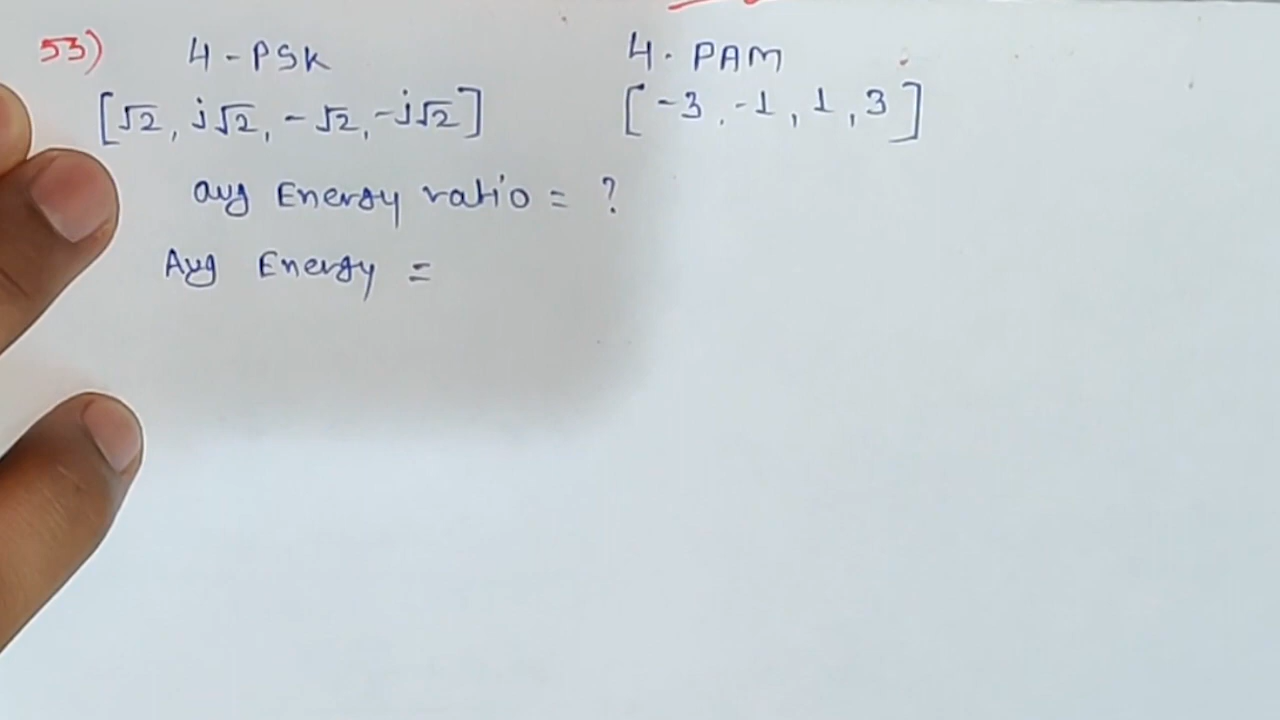 53) 4-PSK 4. PAM
[√2, j√2, -√2, -j√2] [-3, -1, 1, 3]
avg Energy ratio = ?
Avg Energy =